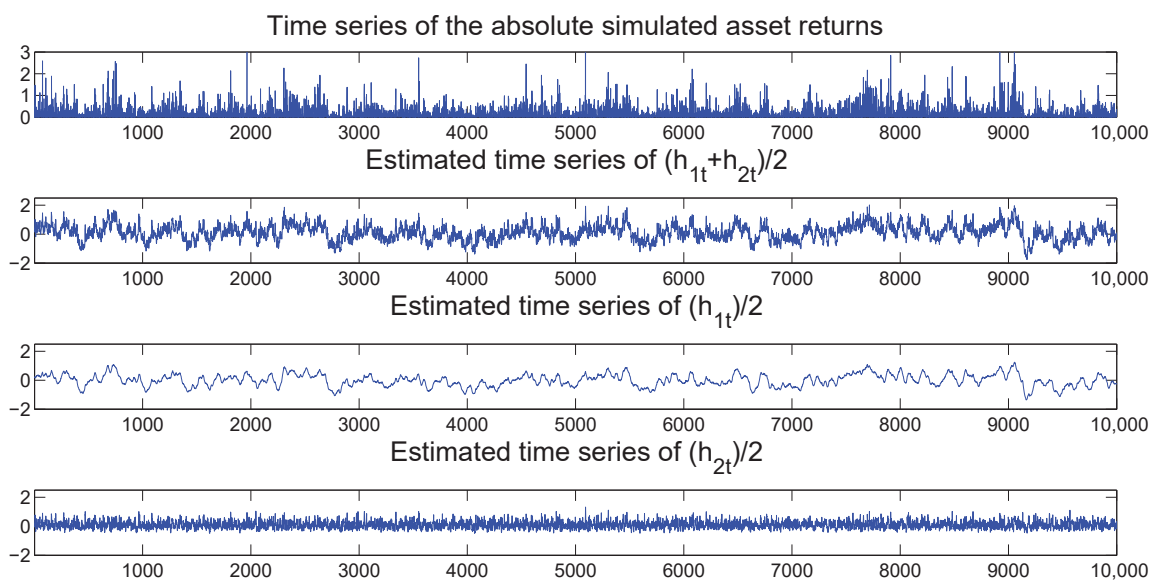 Time series of the absolute simulated asset returns
3
2
1
0
1000 2000 3000 4000 5000 6000 7000 8000 9000 10,000
Estimated time series of (h1t+h2t)/2
2
0
−2
1000 2000 3000 4000 5000 6000 7000 8000 9000 10,000
Estimated time series of (h1t)/2
2
0
−2
1000 2000 3000 4000 5000 6000 7000 8000 9000 10,000
Estimated time series of (h2t)/2
2
0
−2
1000 2000 3000 4000 5000 6000 7000 8000 9000 10,000